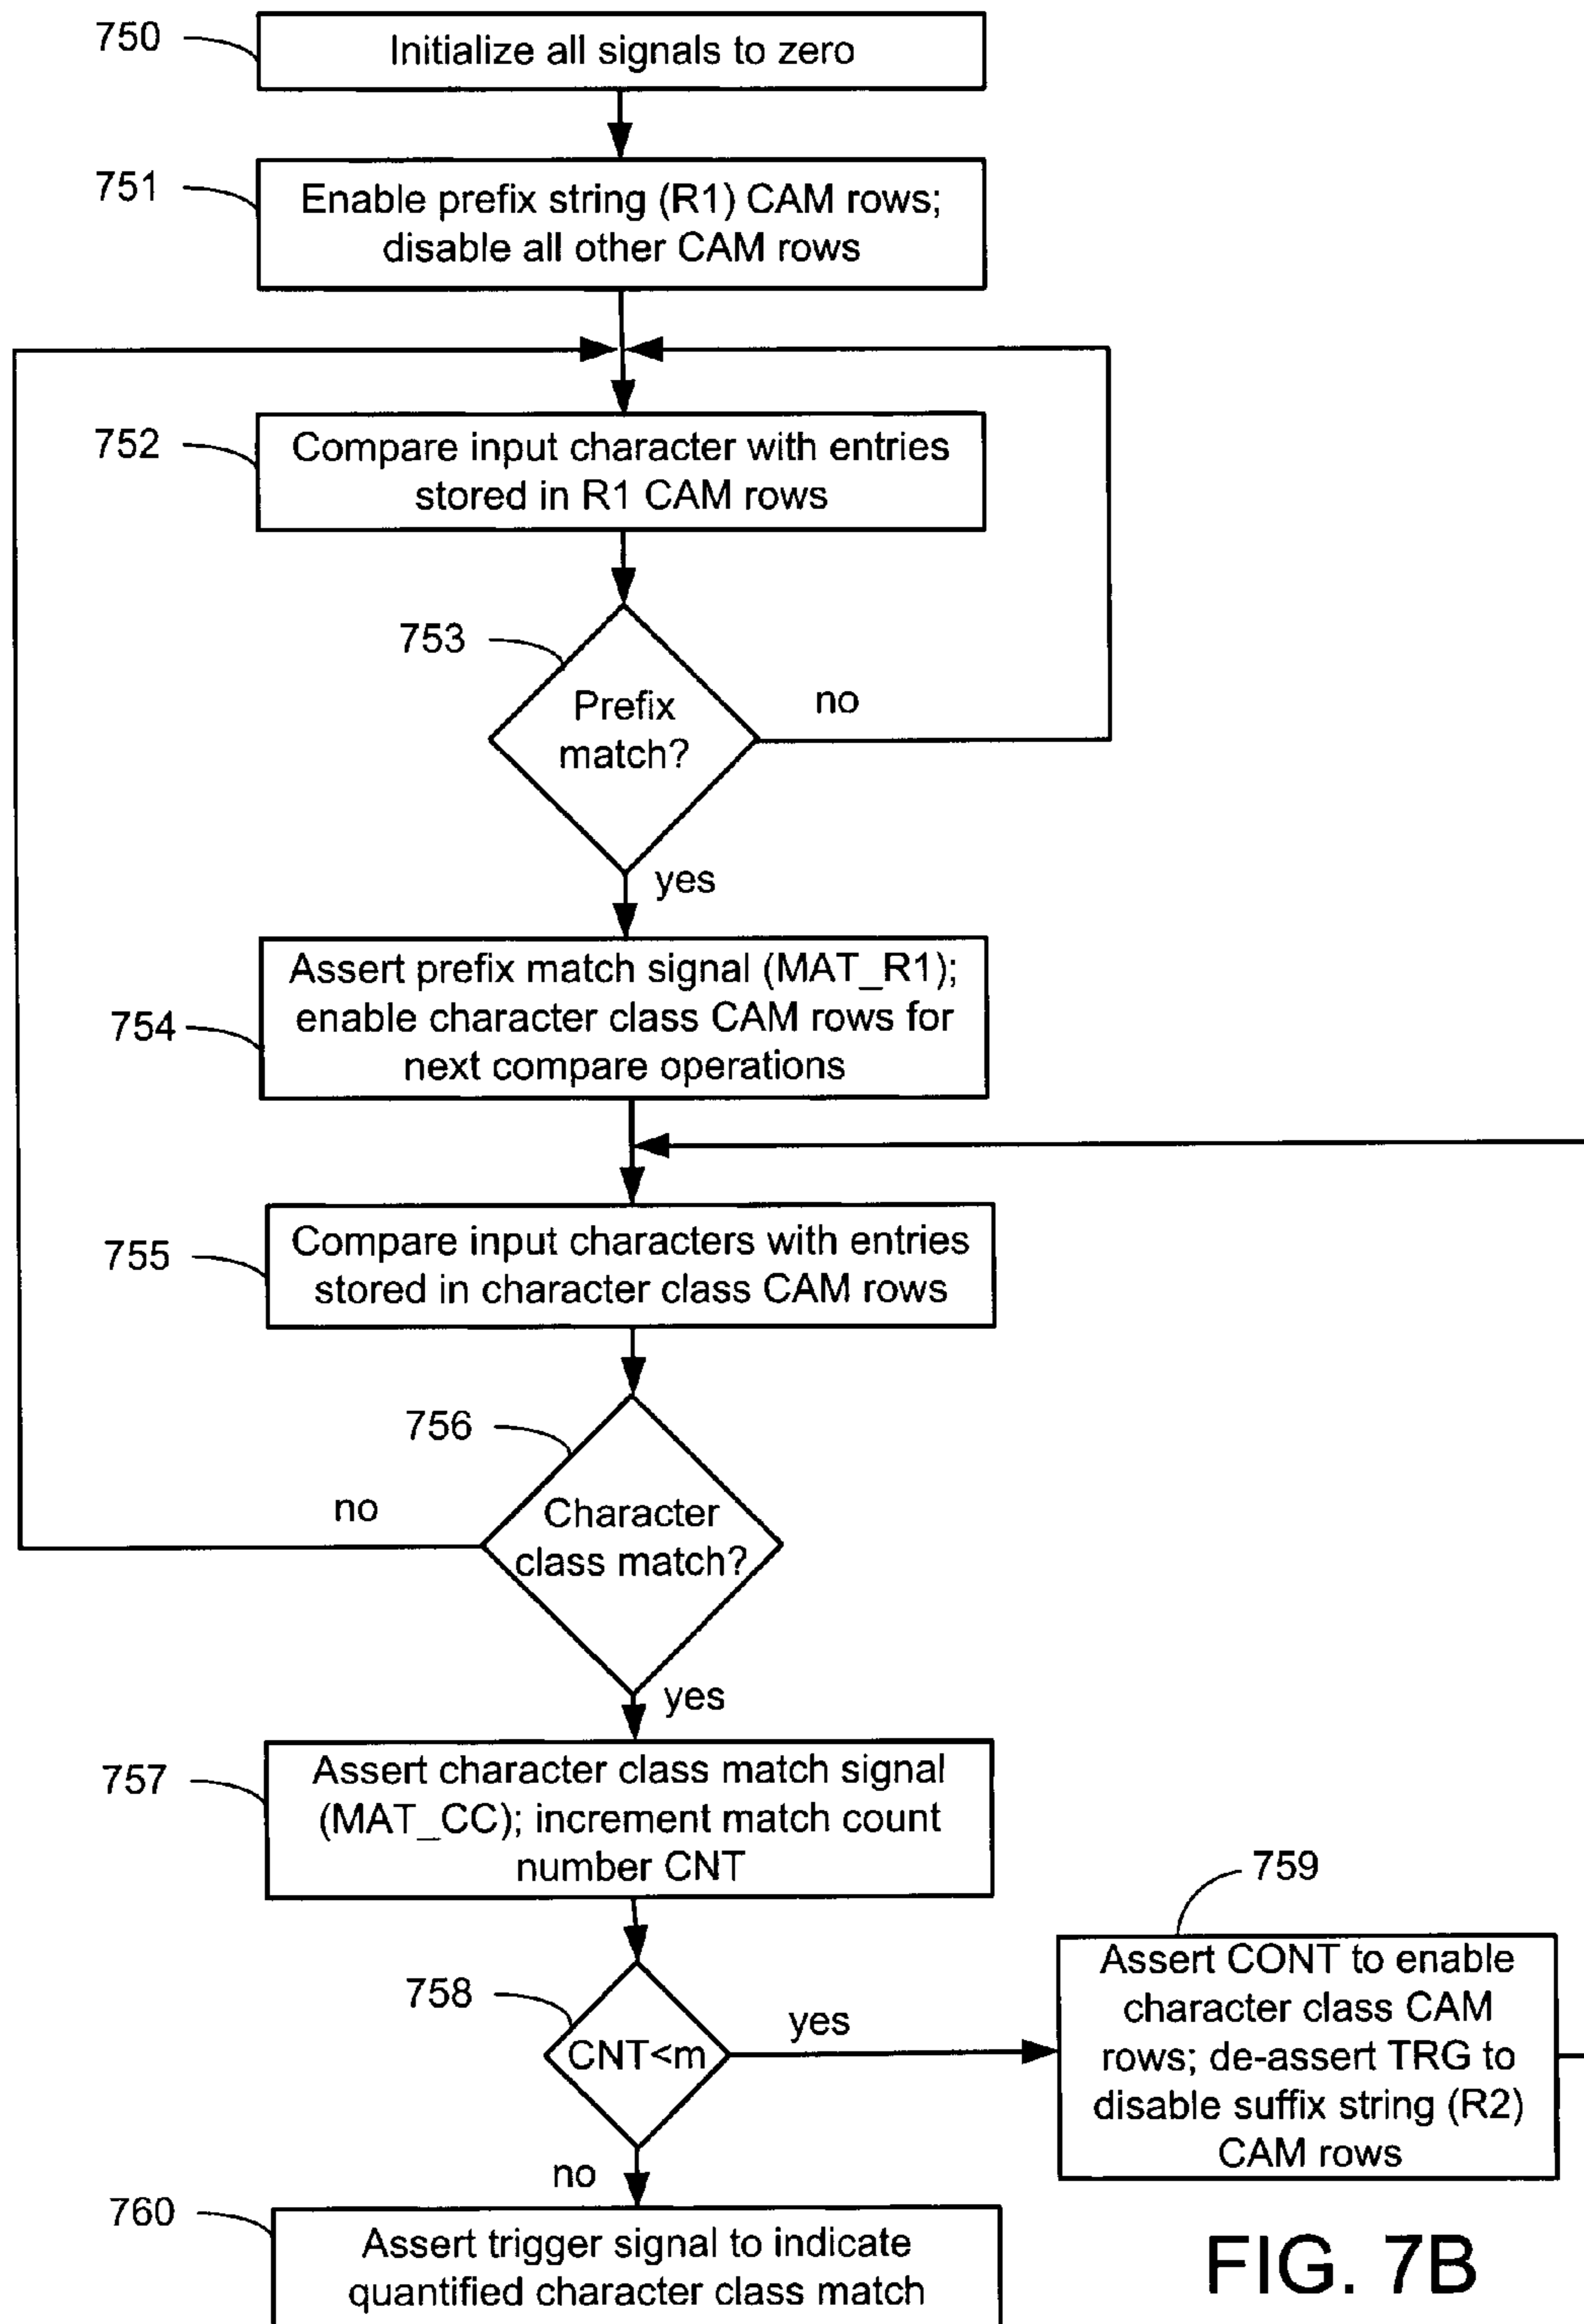 750
Initialize all signals to zero
751
Enable prefix string (R1) CAM rows;
disable all other CAM rows
752
Compare input character with entries
stored in R1 CAM rows
753
Prefix
match?
no
yes
754
Assert prefix match signal (MAT_R1);
enable character class CAM rows for
next compare operations
755
Compare input characters with entries
stored in character class CAM rows
756
Character
class match?
no
yes
757
Assert character class match signal
(MAT_CC); increment match count
number CNT
758
CNT<m
yes
759
Assert CONT to enable
character class CAM
rows; de-assert TRG to
disable suffix string (R2)
CAM rows
no
760
Assert trigger signal to indicate
quantified character class match
FIG. 7B